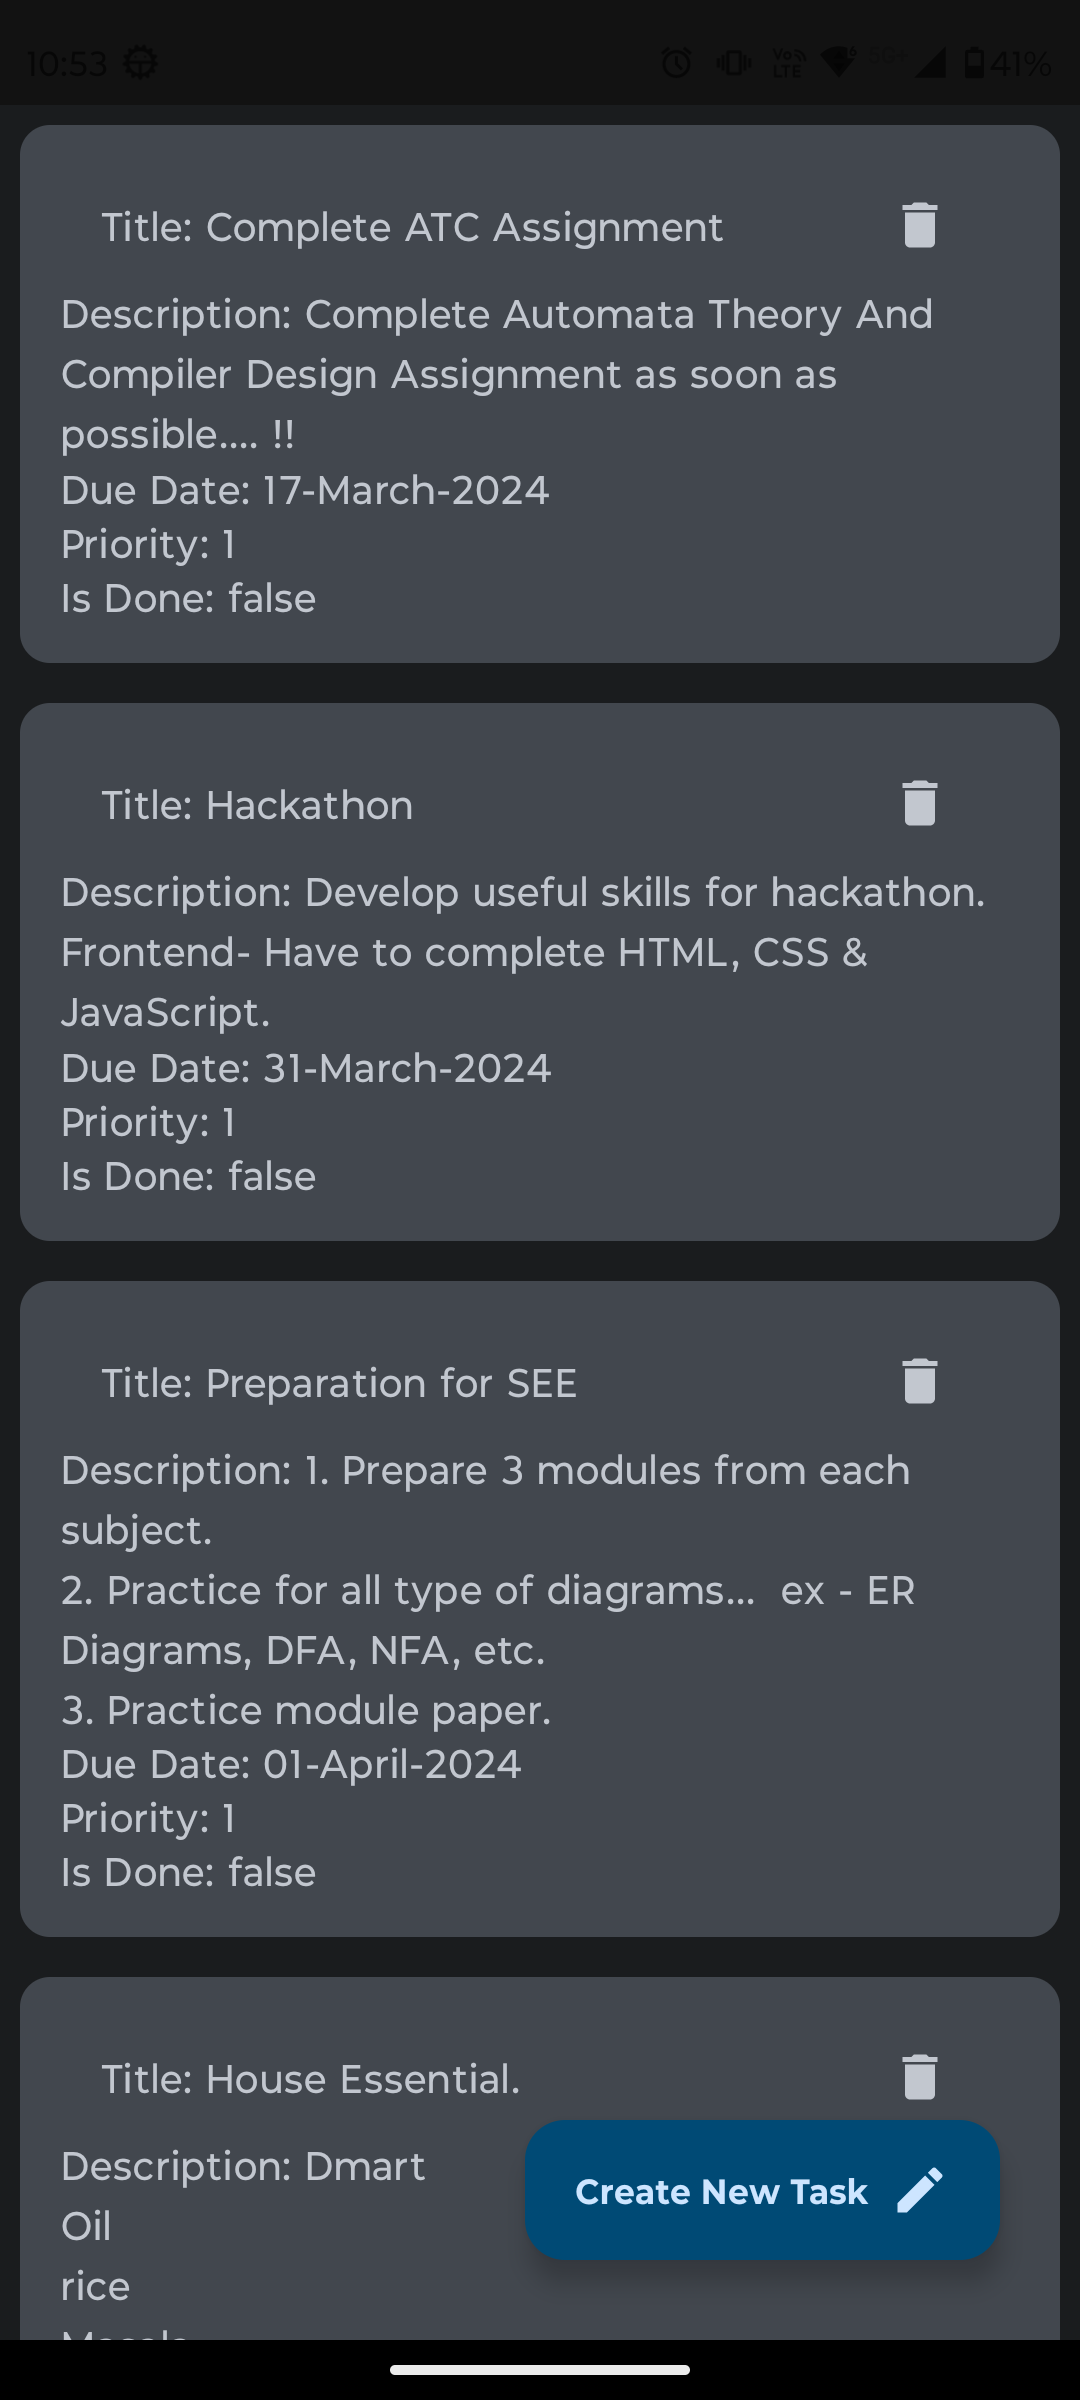 10:53
Vo LTE 6 5G+ 41%
Title: Complete ATC Assignment
Description: Complete Automata Theory And
Compiler Design Assignment as soon as
possible.... !!
Due Date: 17-March-2024
Priority: 1
Is Done: false
Title: Hackathon
Description: Develop useful skills for hackathon.
Frontend- Have to complete HTML, CSS &
JavaScript.
Due Date: 31-March-2024
Priority: 1
Is Done: false
Title: Preparation for SEE
Description: 1. Prepare 3 modules from each
subject.
2. Practice for all type of diagrams...  ex - ER
Diagrams, DFA, NFA, etc.
3. Practice module paper.
Due Date: 01-April-2024
Priority: 1
Is Done: false
Title: House Essential.
Description: Dmart
Oil
rice
Create New Task